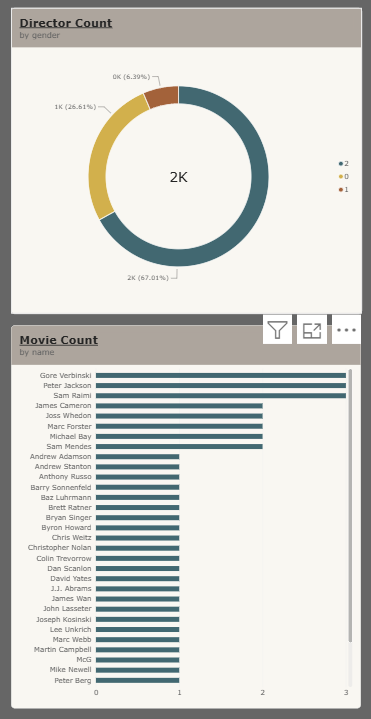 Director Count
by gender
0K (6.39%)
1K (26.61%)
2K
2
0
1
2K (67.01%)
Movie Count
by name
Gore Verbinski
Peter Jackson
Sam Raimi
James Cameron
Joss Whedon
Marc Forster
Michael Bay
Sam Mendes
Andrew Adamson
Andrew Stanton
Anthony Russo
Barry Sonnenfeld
Baz Luhrmann
Brett Ratner
Bryan Singer
Byron Howard
Chris Weitz
Christopher Nolan
Colin Trevorrow
Dan Scanlon
David Yates
J.J. Abrams
James Wan
John Lasseter
Joseph Kosinski
Lee Unkrich
Marc Webb
Martin Campbell
McG
Mike Newell
Peter Berg
0 1 2 3